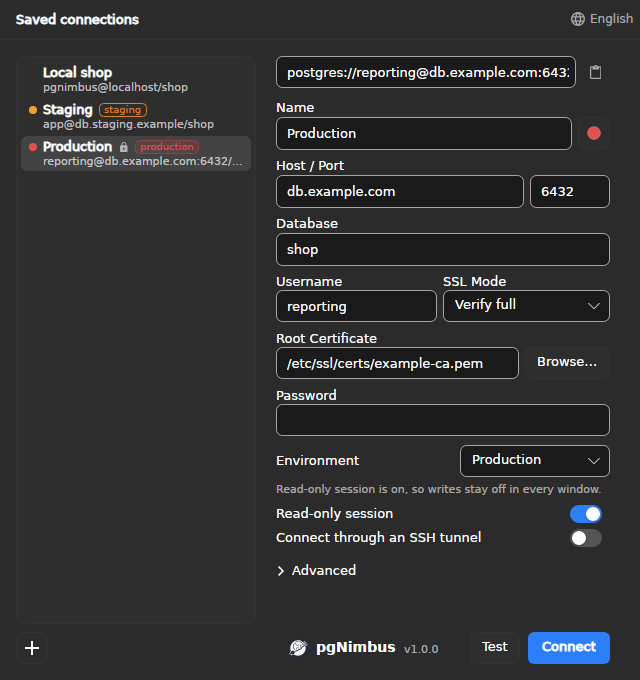 Saved connections
English
Local shop
pgnimbus@localhost/shop
Staging staging
app@db.staging.example/shop
Production production
reporting@db.example.com:6432/...
postgres://reporting@db.example.com:6432
Name
Production
Host / Port
db.example.com 6432
Database
shop
Username SSL Mode
reporting Verify full
Root Certificate
/etc/ssl/certs/example-ca.pem Browse...
Password
Environment Production
Read-only session is on, so writes stay off in every window.
Read-only session
Connect through an SSH tunnel
Advanced
pgNimbus v1.0.0 Test Connect